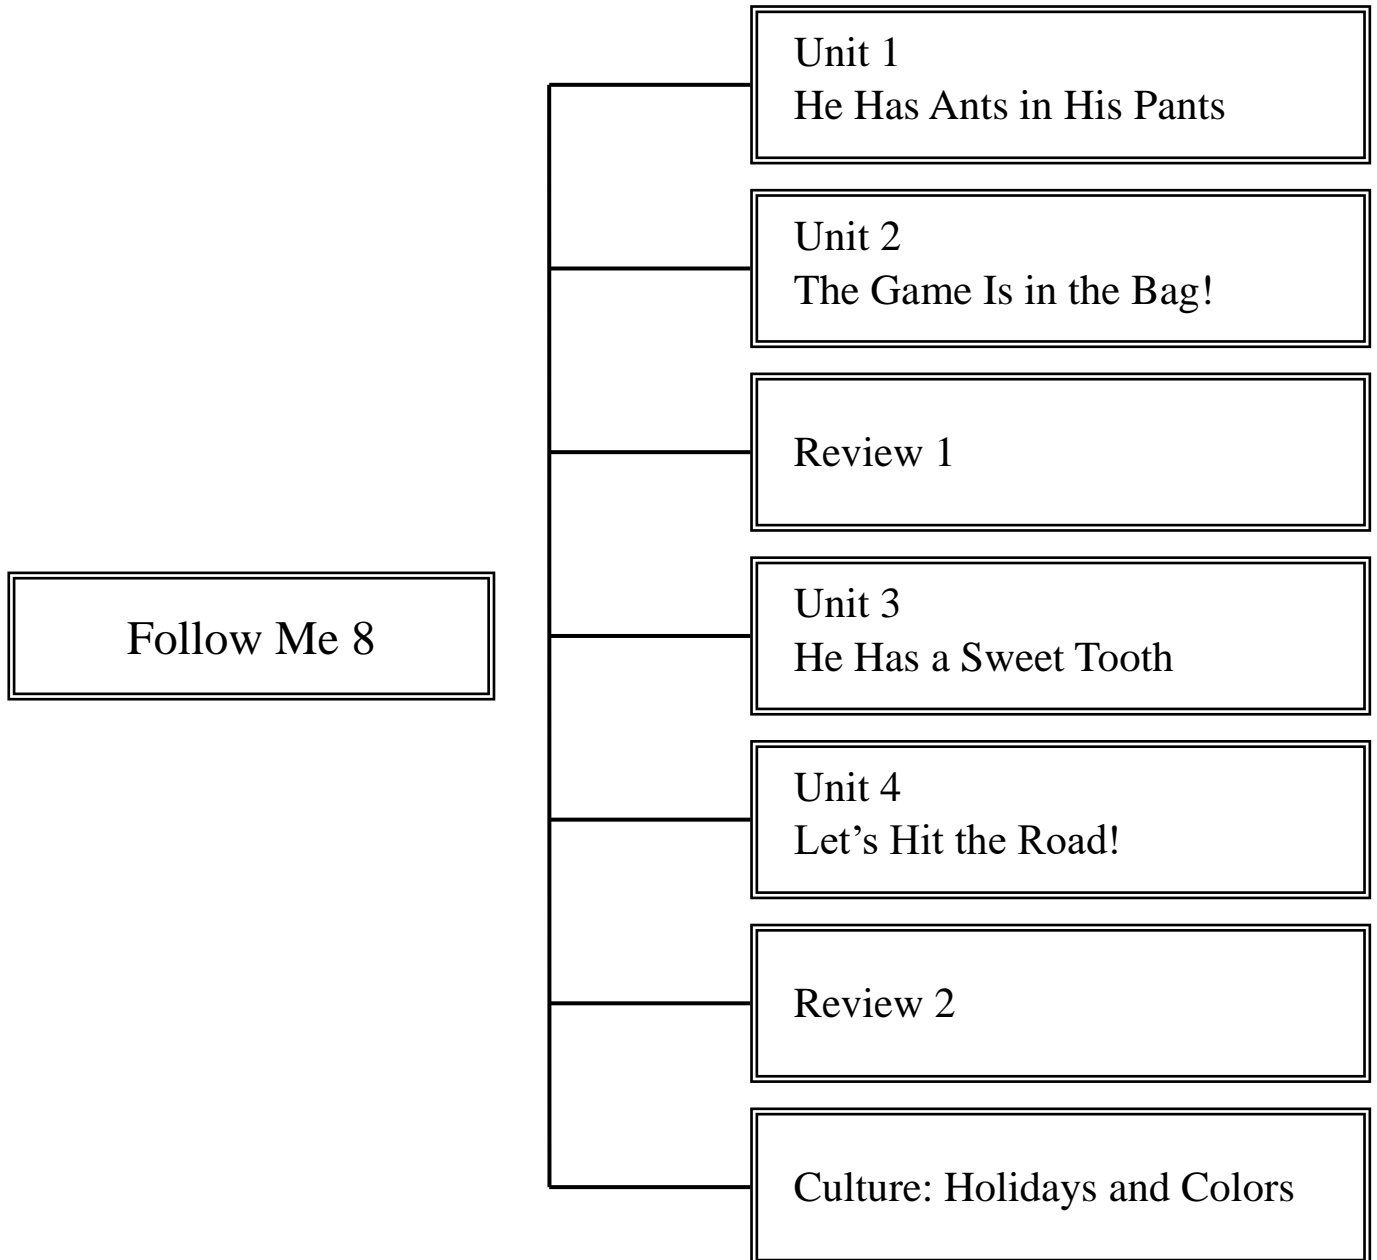 Follow Me 8
Unit 1
He Has Ants in His Pants
Unit 2
The Game Is in the Bag!
Review 1
Unit 3
He Has a Sweet Tooth
Unit 4
Let’s Hit the Road!
Review 2
Culture: Holidays and Colors